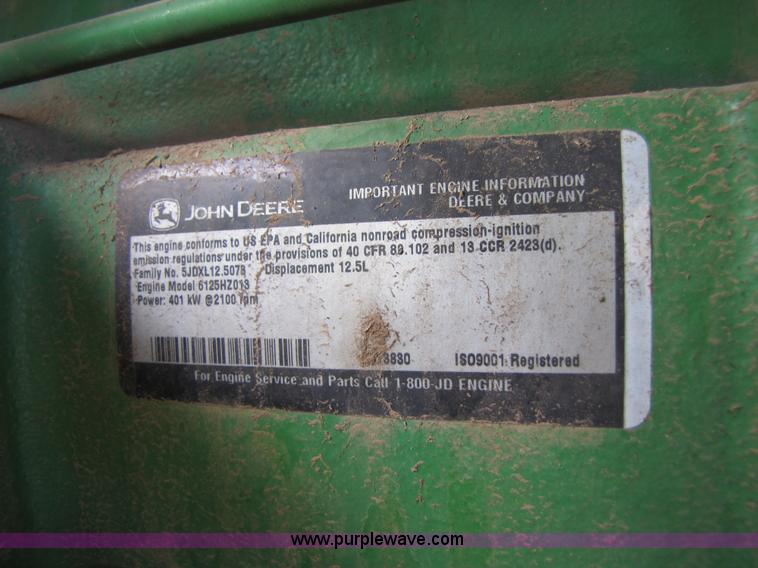 JOHN DEERE
IMPORTANT ENGINE INFORMATION
DEERE & COMPANY
This engine conforms to US EPA and California nonroad compression-ignition
emission regulations under the provisions of 40 CFR 89.102 and 13 CCR 2423(d).
Family No. 5JDXL12.5078 Displacement 12.5L
Engine Model 6125HZ013
Power: 401 kW @2100 rpm
8830 ISO9001 Registered
For Engine Service and Parts Call 1-800-JD ENGINE
www.purplewave.com